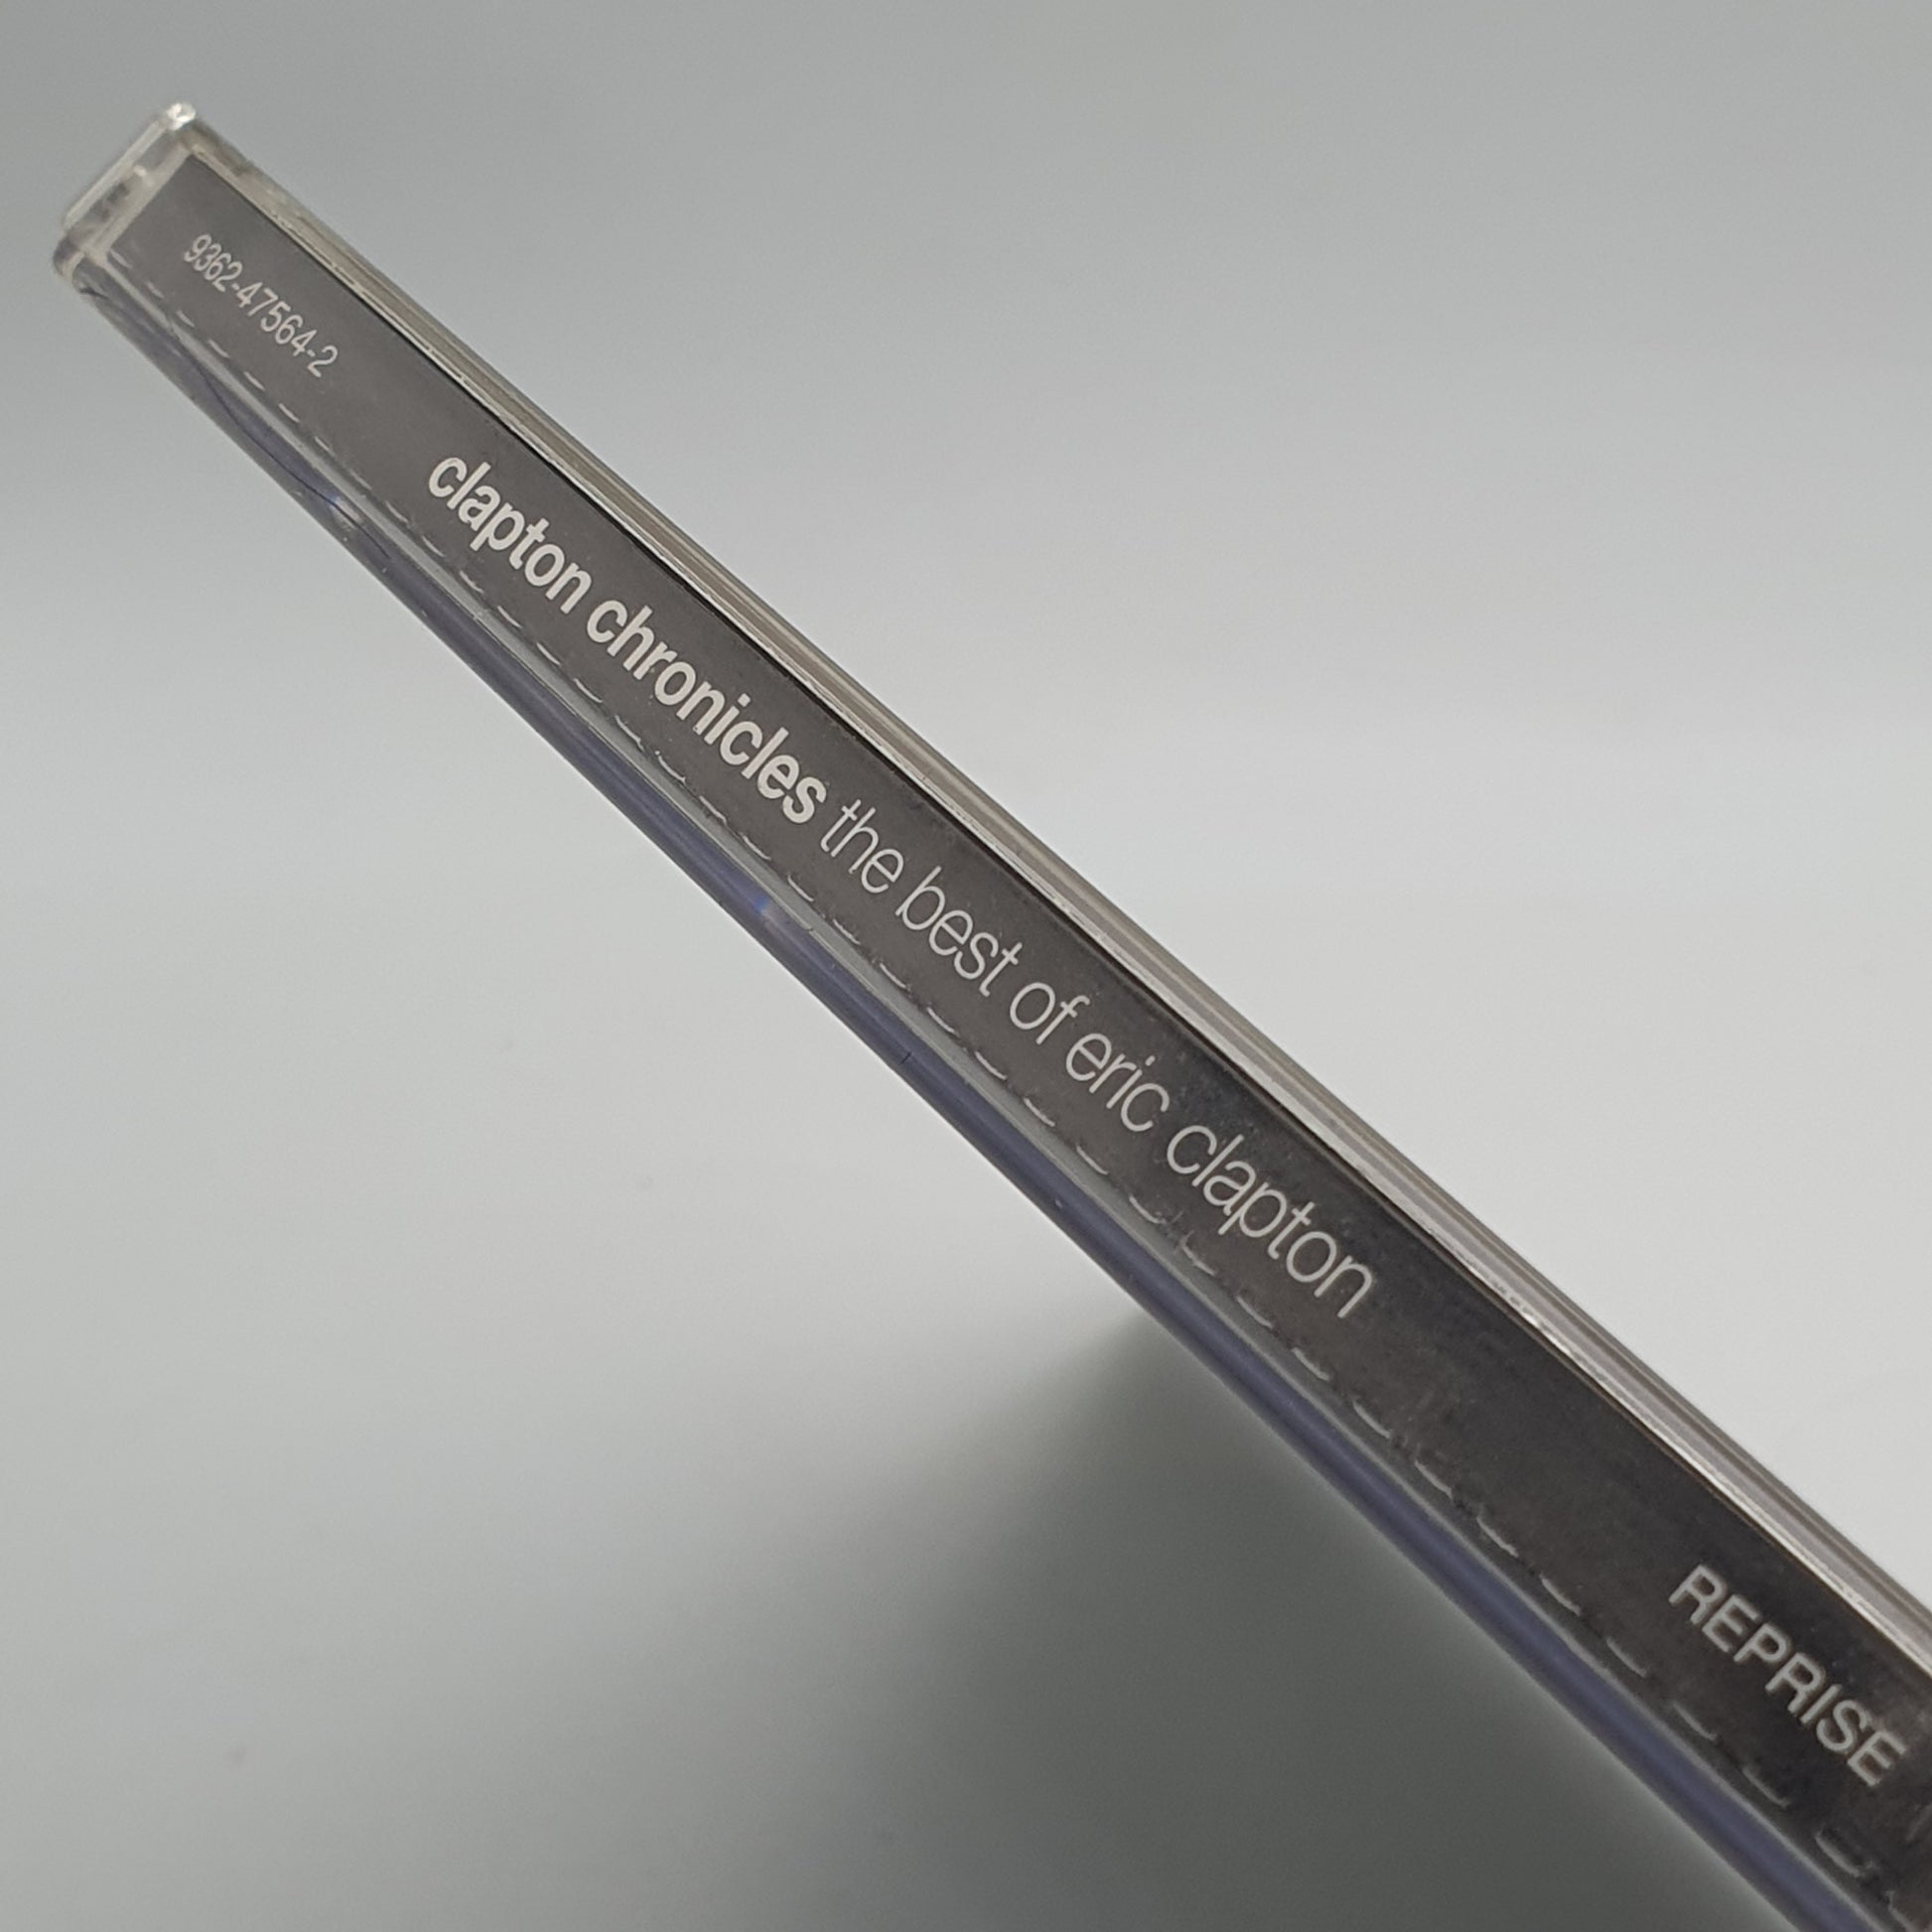 9362-47564-2
clapton chronicles the best of eric clapton
REPRISE